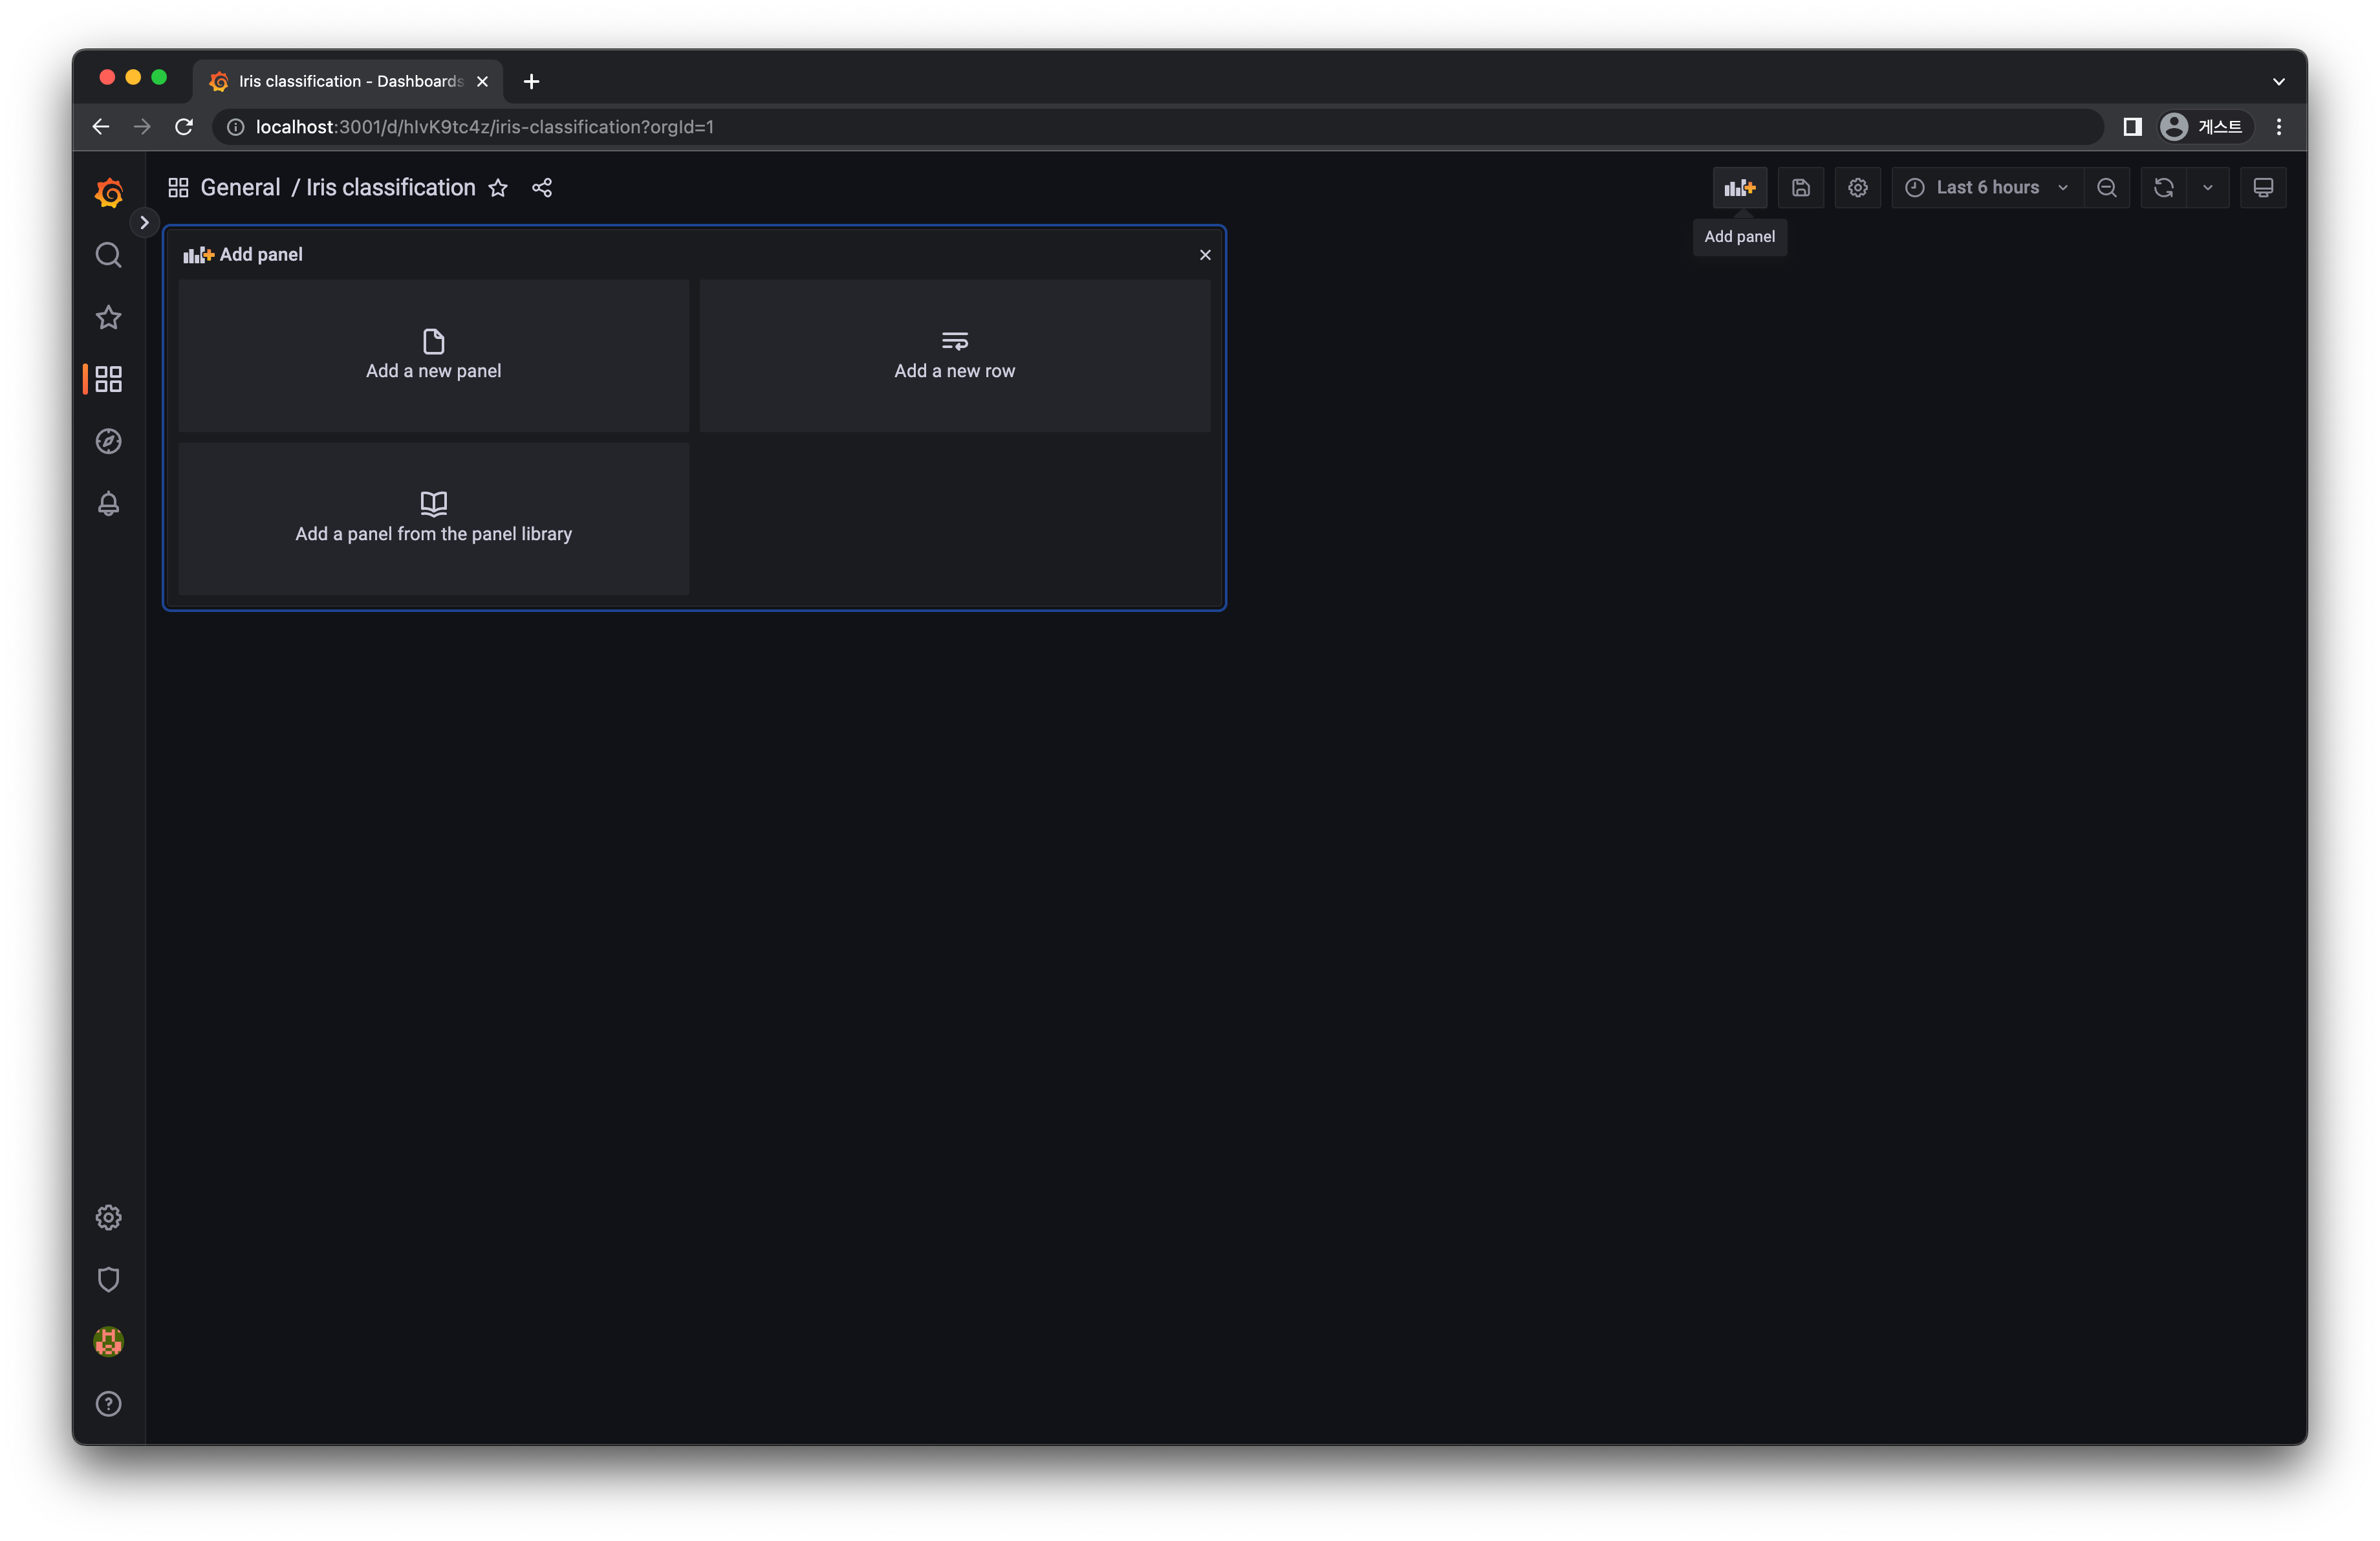 Iris classification - Dashboards
localhost:3001/d/hIvK9tc4z/iris-classification?orgId=1
게스트
General / Iris classification
Last 6 hours
Add panel
Add panel
Add a new panel
Add a new row
Add a panel from the panel library